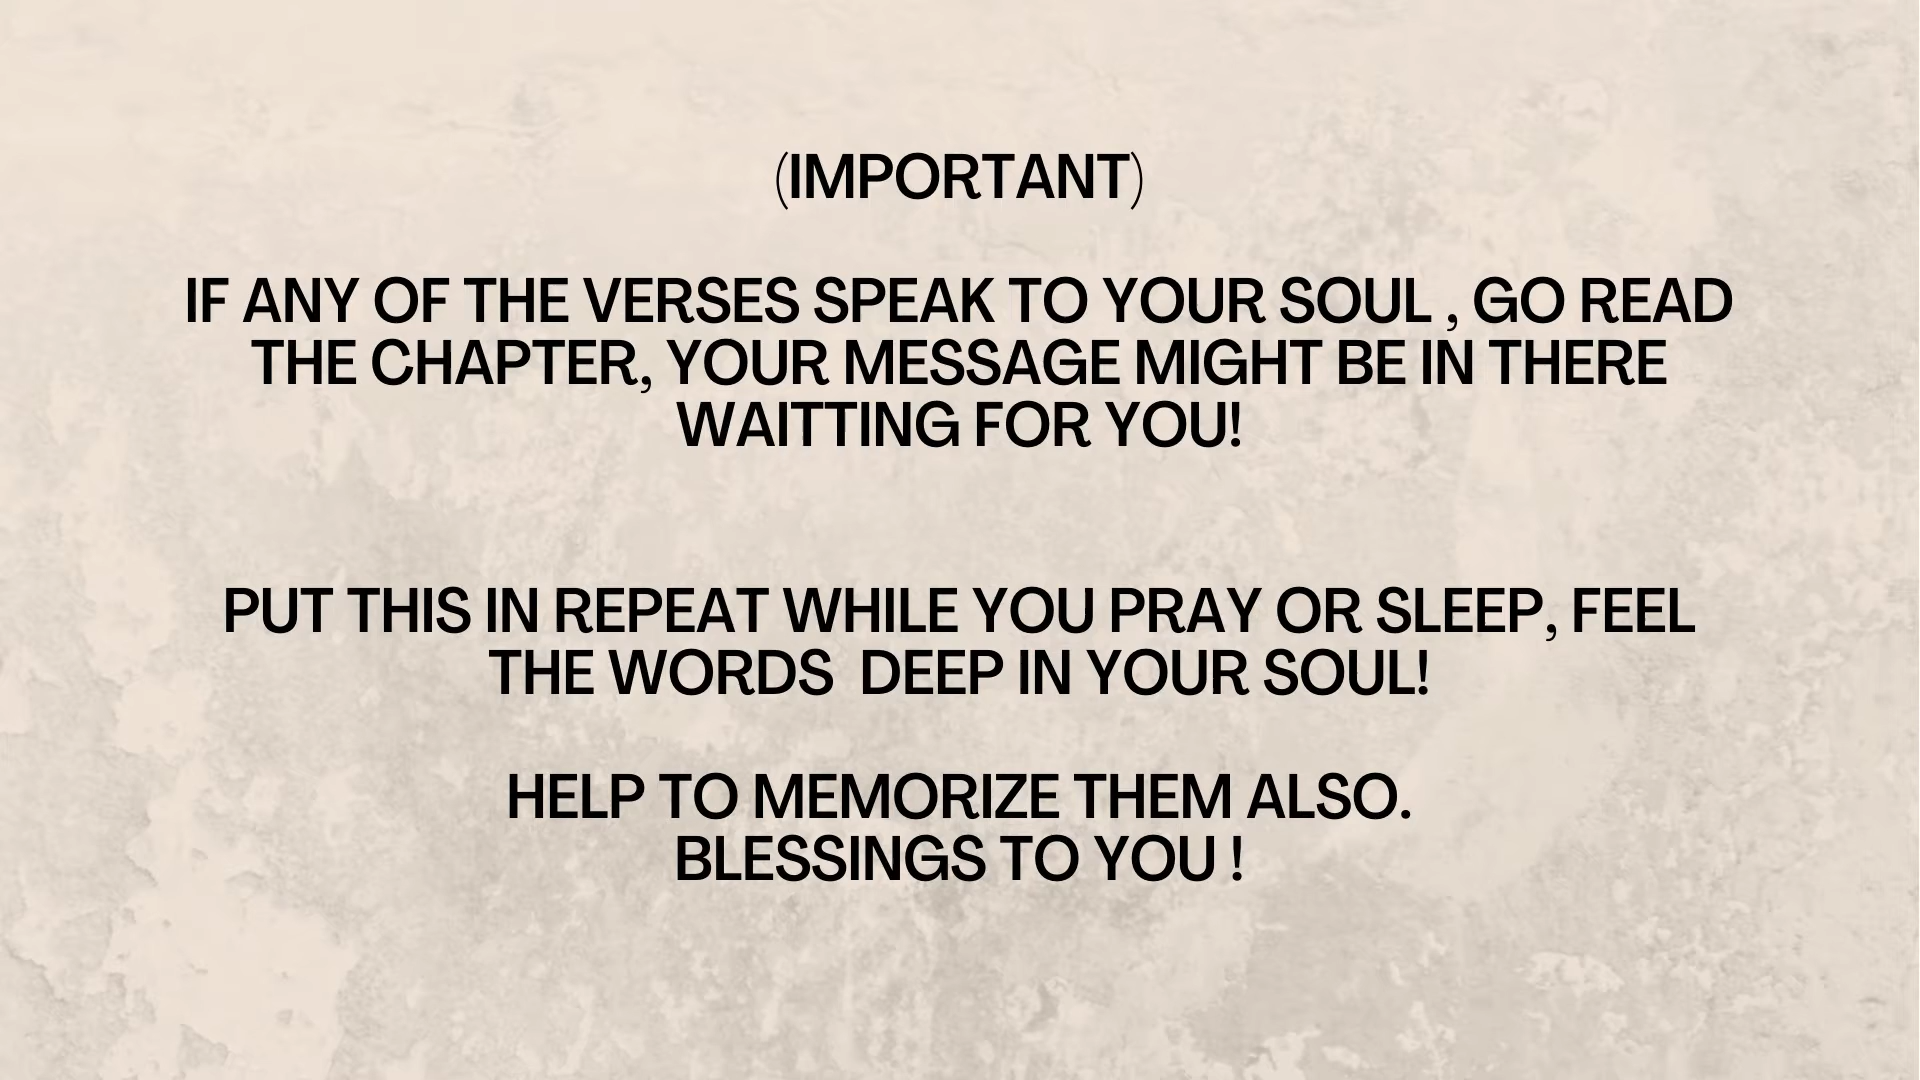 (IMPORTANT)
IF ANY OF THE VERSES SPEAK TO YOUR SOUL , GO READ
THE CHAPTER, YOUR MESSAGE MIGHT BE IN THERE
WAITTING FOR YOU!
PUT THIS IN REPEAT WHILE YOU PRAY OR SLEEP, FEEL
THE WORDS  DEEP IN YOUR SOUL!
HELP TO MEMORIZE THEM ALSO.
BLESSINGS TO YOU !